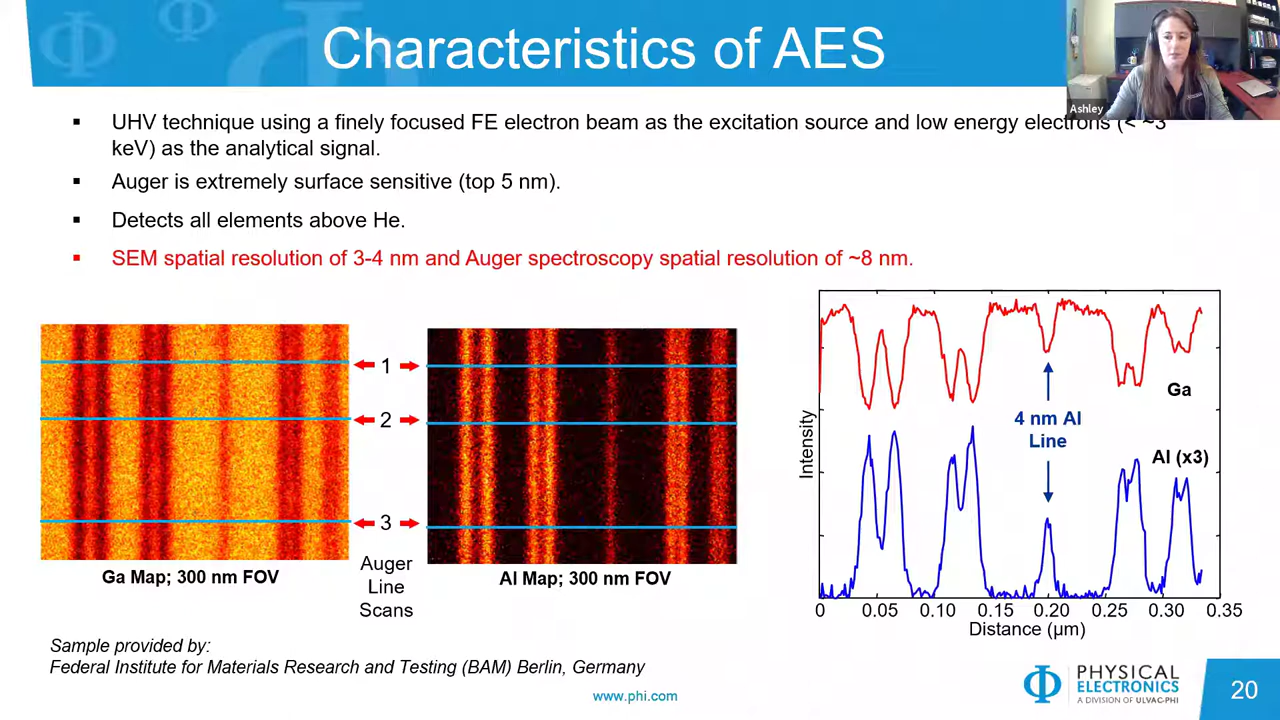 Characteristics of AES
Ashley
▪ UHV technique using a finely focused FE electron beam as the excitation source and low energy electrons (< ~3
keV) as the analytical signal.
▪ Auger is extremely surface sensitive (top 5 nm).
▪ Detects all elements above He.
▪ SEM spatial resolution of 3-4 nm and Auger spectroscopy spatial resolution of ~8 nm.
1
2
3
Auger
Line
Scans
Ga Map; 300 nm FOV
Al Map; 300 nm FOV
Intensity
Ga
4 nm Al
Line
Al (x3)
0 0.05 0.10 0.15 0.20 0.25 0.30 0.35
Distance (µm)
Sample provided by:
Federal Institute for Materials Research and Testing (BAM) Berlin, Germany
www.phi.com
PHYSICAL
ELECTRONICS
A DIVISION OF ULVAC-PHI
20